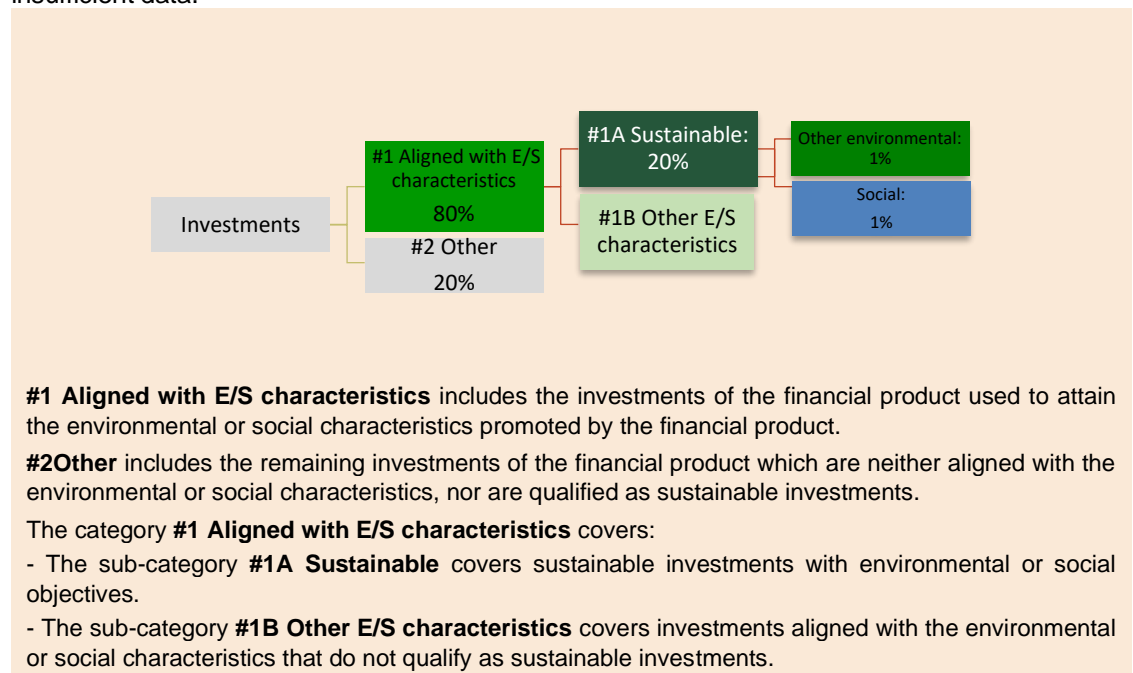 insufficient data.
#1A Sustainable:
20%
Other environmental:
1%
#1 Aligned with E/S
characteristics
80%
Social:
1%
Investments
#1B Other E/S
characteristics
#2 Other
20%
#1 Aligned with E/S characteristics includes the investments of the financial product used to attain
the environmental or social characteristics promoted by the financial product.
#2Other includes the remaining investments of the financial product which are neither aligned with the
environmental or social characteristics, nor are qualified as sustainable investments.
The category #1 Aligned with E/S characteristics covers:
- The sub-category #1A Sustainable covers sustainable investments with environmental or social
objectives.
- The sub-category #1B Other E/S characteristics covers investments aligned with the environmental
or social characteristics that do not qualify as sustainable investments.